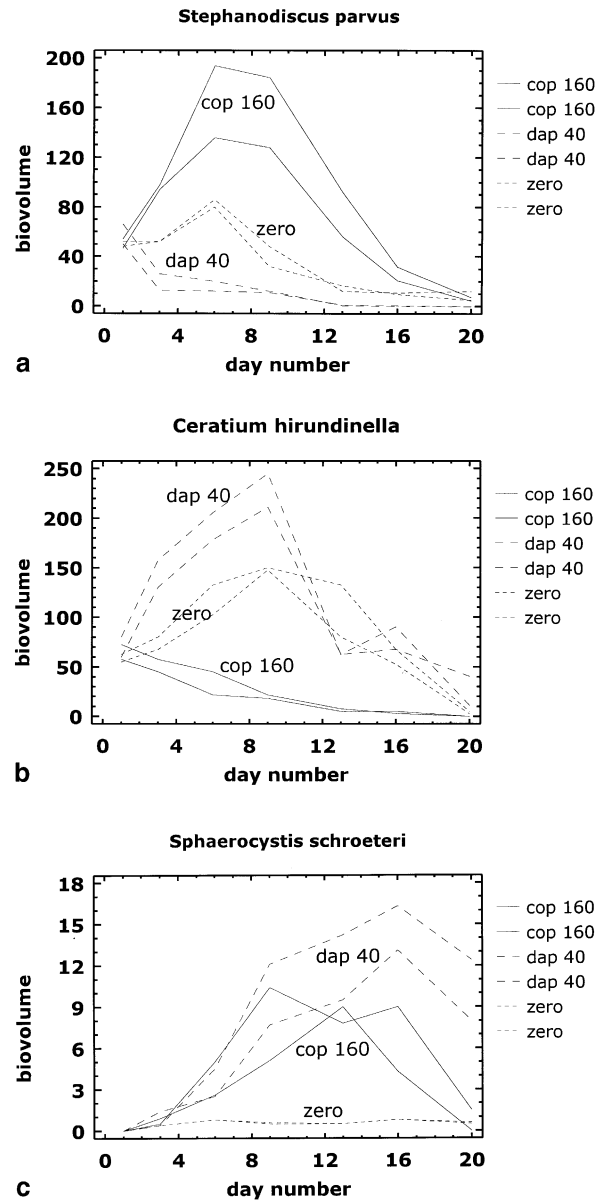 Stephanodiscus parvus
200
160
120
80
40
0
biovolume
cop 160
zero
dap 40
cop 160
cop 160
dap 40
dap 40
zero
zero
0 4 8 12 16 20
day number
a
Ceratium hirundinella
250
200
150
100
50
0
biovolume
dap 40
zero
cop 160
cop 160
cop 160
dap 40
dap 40
zero
zero
0 4 8 12 16 20
day number
b
Sphaerocystis schroeteri
18
15
12
9
6
3
0
biovolume
dap 40
cop 160
zero
cop 160
cop 160
dap 40
dap 40
zero
zero
0 4 8 12 16 20
day number
c